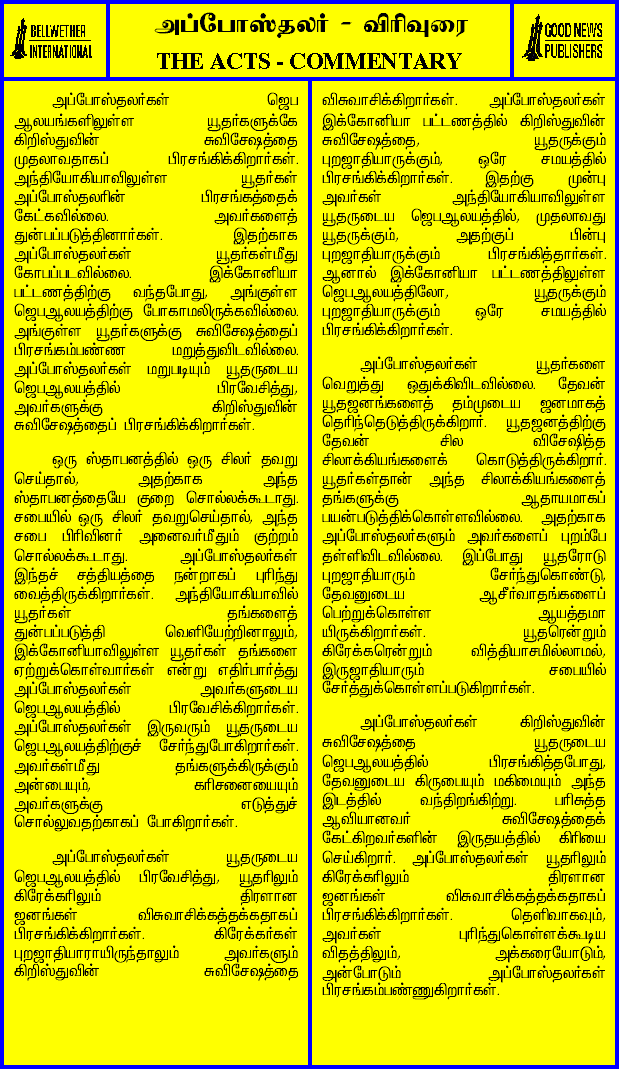 BELLWETHER
INTERNATIONAL
அப்போஸ்தலர் - விரிவுரை
THE ACTS - COMMENTARY
GOOD NEWS
PUBLISHERS
அப்போஸ்தலர்கள் ஜெப
ஆலயங்களிலுள்ள யூதர்களுக்கே
கிறிஸ்துவின் சுவிசேஷத்தை
முதலாவதாகப் பிரசங்கிக்கிறார்கள்.
அந்தியோகியாவிலுள்ள யூதர்கள்
அப்போஸ்தலரின் பிரசங்கத்தைக்
கேட்கவில்லை. அவர்களைத்
துன்பப்படுத்தினார்கள். இதற்காக
அப்போஸ்தலர்கள் யூதர்கள்மீது
கோபப்படவில்லை. இக்கோனியா
பட்டணத்திற்கு வந்தபோது, அங்குள்ள
ஜெபஆலயத்திற்கு போகாமலிருக்கவில்லை.
அங்குள்ள யூதர்களுக்கு சுவிசேஷத்தைப்
பிரசங்கம்பண்ண மறுத்துவிடவில்லை.
அப்போஸ்தலர்கள் மறுபடியும் யூதருடைய
ஜெபஆலயத்தில் பிரவேசித்து,
அவர்களுக்கு கிறிஸ்துவின்
சுவிசேஷத்தைப் பிரசங்கிக்கிறார்கள்.
ஒரு ஸ்தாபனத்தில் ஒரு சிலர் தவறு
செய்தால், அதற்காக அந்த
ஸ்தாபனத்தையே குறை சொல்லக்கூடாது.
சபையில் ஒரு சிலர் தவறுசெய்தால், அந்த
சபை பிரிவினர் அனைவர்மீதும் குற்றம்
சொல்லக்கூடாது. அப்போஸ்தலர்கள்
இந்தச் சத்தியத்தை நன்றாகப் புரிந்து
வைத்திருக்கிறார்கள். அந்தியோகியாவில்
யூதர்கள் தங்களைத்
துன்பப்படுத்தி வெளியேற்றினாலும்,
இக்கோனியாவிலுள்ள யூதர்கள் தங்களை
ஏற்றுக்கொள்வார்கள் என்று எதிர்பார்த்து
அப்போஸ்தலர்கள் அவர்களுடைய
ஜெபஆலயத்தில் பிரவேசிக்கிறார்கள்.
அப்போஸ்தலர்கள் இருவரும் யூதருடைய
ஜெபஆலயத்திற்குச் சேர்ந்துபோகிறார்கள்.
அவர்கள்மீது தங்களுக்கிருக்கும்
அன்பையும், கரிசனையையும்
அவர்களுக்கு எடுத்துச்
சொல்லுவதற்காகப் போகிறார்கள்.
அப்போஸ்தலர்கள் யூதருடைய
ஜெபஆலயத்தில் பிரவேசித்து, யூதரிலும்
கிரேக்கரிலும் திரளான
ஜனங்கள் விசுவாசிக்கத்தக்கதாகப்
பிரசங்கிக்கிறார்கள். கிரேக்கர்கள்
புறஜாதியாராயிருந்தாலும் அவர்களும்
கிறிஸ்துவின் சுவிசேஷத்தை
விசுவாசிக்கிறார்கள். அப்போஸ்தலர்கள்
இக்கோனியா பட்டணத்தில் கிறிஸ்துவின்
சுவிசேஷத்தை, யூதருக்கும்
புறஜாதியாருக்கும், ஒரே சமயத்தில்
பிரசங்கிக்கிறார்கள். இதற்கு முன்பு
அவர்கள் அந்தியோகியாவிலுள்ள
யூதருடைய ஜெபஆலயத்தில், முதலாவது
யூதருக்கும், அதற்குப் பின்பு
புறஜாதியாருக்கும் பிரசங்கித்தார்கள்.
ஆனால் இக்கோனியா பட்டணத்திலுள்ள
ஜெபஆலயத்திலோ, யூதருக்கும்
புறஜாதியாருக்கும் ஒரே சமயத்தில்
பிரசங்கிக்கிறார்கள்.
அப்போஸ்தலர்கள் யூதர்களை
வெறுத்து ஒதுக்கிவிடவில்லை. தேவன்
யூதஜனங்களைத் தம்முடைய ஜனமாகத்
தெரிந்தெடுத்திருக்கிறார். யூதஜனத்திற்கு
தேவன் சில விசேஷித்த
சிலாக்கியங்களைக் கொடுத்திருக்கிறார்.
யூதர்கள்தான் அந்த சிலாக்கியங்களைத்
தங்களுக்கு ஆதாயமாகப்
பயன்படுத்திக்கொள்ளவில்லை. அதற்காக
அப்போஸ்தலர்களும் அவர்களைப் புறம்பே
தள்ளிவிடவில்லை. இப்போது யூதரோடு
புறஜாதியாரும் சேர்ந்துகொண்டு,
தேவனுடைய ஆசீர்வாதங்களைப்
பெற்றுக்கொள்ள ஆயத்தமா
யிருக்கிறார்கள். யூதரென்றும்
கிரேக்கரென்றும் வித்தியாசமில்லாமல்,
இருஜாதியாரும் சபையில்
சேர்த்துக்கொள்ளப்படுகிறார்கள்.
அப்போஸ்தலர்கள் கிறிஸ்துவின்
சுவிசேஷத்தை யூதருடைய
ஜெபஆலயத்தில் பிரசங்கித்தபோது,
தேவனுடைய கிருபையும் மகிமையும் அந்த
இடத்தில் வந்திறங்கிற்று. பரிசுத்த
ஆவியானவர் சுவிசேஷத்தைக்
கேட்கிறவர்களின் இருதயத்தில் கிரியை
செய்கிறார். அப்போஸ்தலர்கள் யூதரிலும்
கிரேக்கரிலும் திரளான
ஜனங்கள் விசுவாசிக்கத்தக்கதாகப்
பிரசங்கிக்கிறார்கள். தெளிவாகவும்,
அவர்கள் புரிந்துகொள்ளக்கூடிய
விதத்திலும், அக்கரையோடும்,
அன்போடும் அப்போஸ்தலர்கள்
பிரசங்கம்பண்ணுகிறார்கள்.